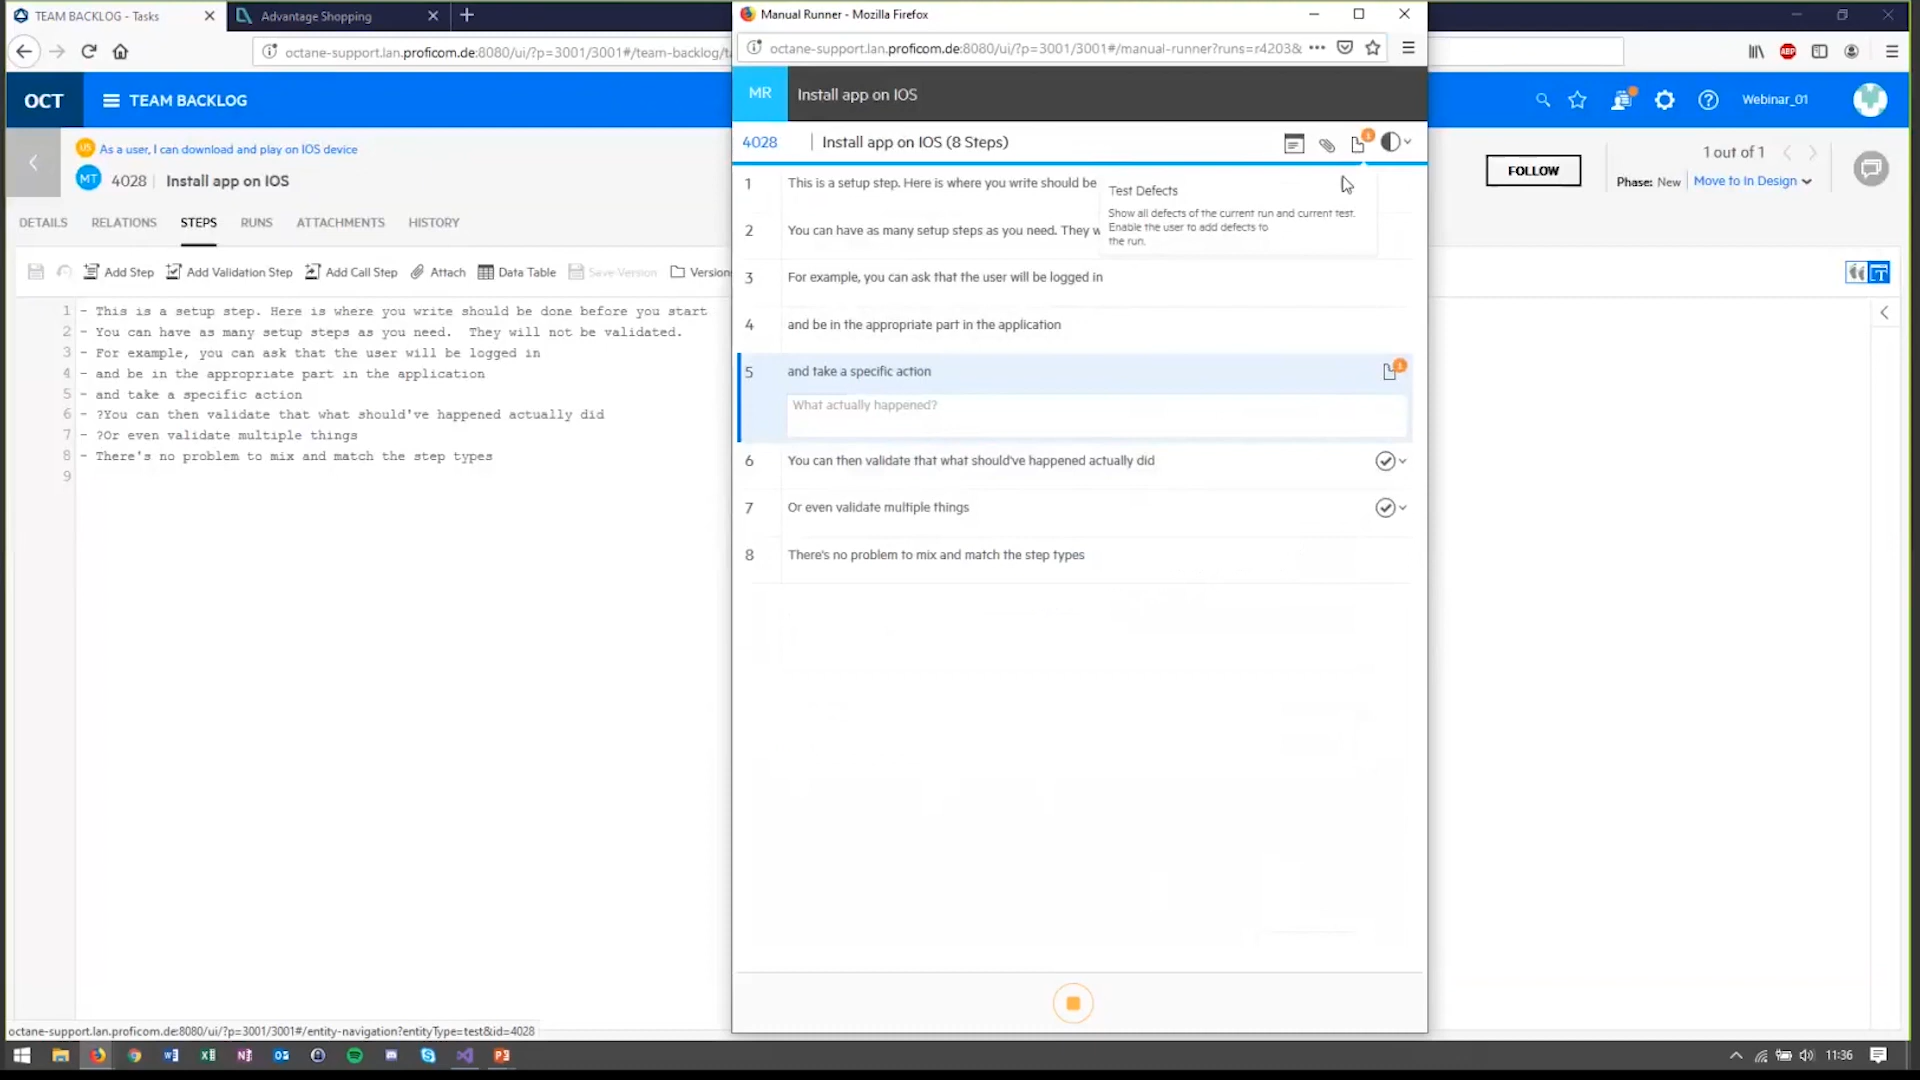 TEAM BACKLOG - Tasks
Advantage Shopping
octane-support.lan.proficom.de:8080/ui/?p=3001/3001#/team-backlog/t
OCT
TEAM BACKLOG
Webinar_01
As a user, I can download and play on IOS device
MT
4028
Install app on IOS
FOLLOW
1 out of 1
Phase: New
Move to In Design
DETAILS
RELATIONS
STEPS
RUNS
ATTACHMENTS
HISTORY
Add Step
Add Validation Step
Add Call Step
Attach
Data Table
Save Version
Version
1 - This is a setup step. Here is where you write should be done before you start
2 - You can have as many setup steps as you need.  They will not be validated.
3 - For example, you can ask that the user will be logged in
4 - and be in the appropriate part in the application
5 - and take a specific action
6 - ?You can then validate that what should've happened actually did
7 - ?Or even validate multiple things
8 - There's no problem to mix and match the step types
9
Manual Runner - Mozilla Firefox
octane-support.lan.proficom.de:8080/ui/?p=3001/3001#/manual-runner?runs=r4203&
MR
Install app on IOS
4028
Install app on IOS (8 Steps)
Test Defects
Show all defects of the current run and current test.
Enable the user to add defects to
the run.
1 This is a setup step. Here is where you write should be
2 You can have as many setup steps as you need. They w
3 For example, you can ask that the user will be logged in
4 and be in the appropriate part in the application
5 and take a specific action
What actually happened?
6 You can then validate that what should've happened actually did
7 Or even validate multiple things
8 There's no problem to mix and match the step types
octane-support.lan.proficom.de:8080/ui/?p=3001/3001#/entity-navigation?entityType=test&id=4028
11:36